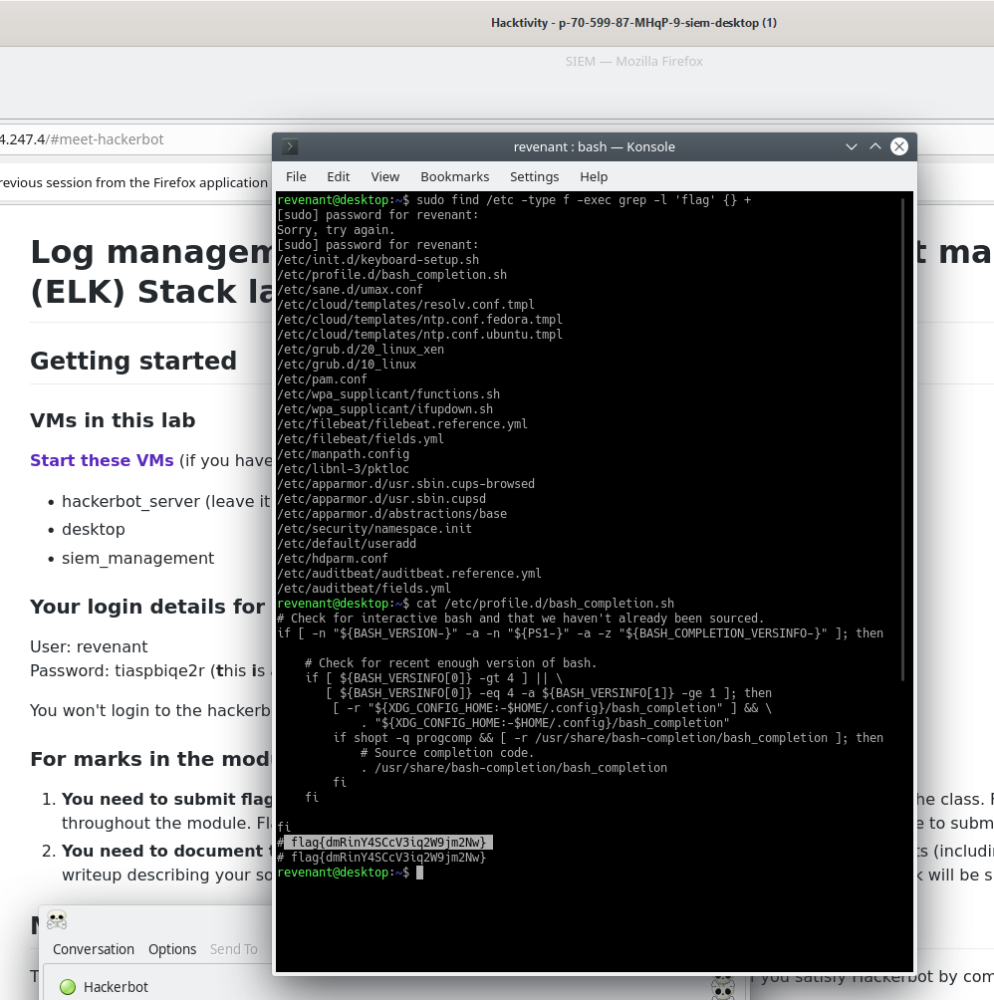 Hacktivity - p-70-599-87-MHqP-9-siem-desktop (1)
SIEM — Mozilla Firefox
4.247.4/#meet-hackerbot
revious session from the Firefox application
Log managem
t ma
(ELK) Stack la
Getting started
VMs in this lab
Start these VMs (if you have
• hackerbot_server (leave it
• desktop
• siem_management
Your login details for
User: revenant
Password: tiaspbiqe2r (this is
You won't login to the hackerb
For marks in the mod
1. You need to submit flag
he class. F
throughout the module. Fl
e to subm
2. You need to document t
ts (includi
writeup describing your so
k will be s
revenant : bash — Konsole
File Edit View Bookmarks Settings Help
revenant@desktop:~$ sudo find /etc -type f -exec grep -l 'flag' {} +
[sudo] password for revenant:
Sorry, try again.
[sudo] password for revenant:
/etc/init.d/keyboard-setup.sh
/etc/profile.d/bash_completion.sh
/etc/sane.d/umax.conf
/etc/cloud/templates/resolv.conf.tmpl
/etc/cloud/templates/ntp.conf.fedora.tmpl
/etc/cloud/templates/ntp.conf.ubuntu.tmpl
/etc/grub.d/20_linux_xen
/etc/grub.d/10_linux
/etc/pam.conf
/etc/wpa_supplicant/functions.sh
/etc/wpa_supplicant/ifupdown.sh
/etc/filebeat/filebeat.reference.yml
/etc/filebeat/fields.yml
/etc/manpath.config
/etc/libnl-3/pktloc
/etc/apparmor.d/usr.sbin.cups-browsed
/etc/apparmor.d/usr.sbin.cupsd
/etc/apparmor.d/abstractions/base
/etc/security/namespace.init
/etc/default/useradd
/etc/hdparm.conf
/etc/auditbeat/auditbeat.reference.yml
/etc/auditbeat/fields.yml
revenant@desktop:~$ cat /etc/profile.d/bash_completion.sh
# Check for interactive bash and that we haven't already been sourced.
if [ -n "${BASH_VERSION-}" -a -n "${PS1-}" -a -z "${BASH_COMPLETION_VERSINFO-}" ]; then
# Check for recent enough version of bash.
if [ ${BASH_VERSINFO[0]} -gt 4 ] || \
[ ${BASH_VERSINFO[0]} -eq 4 -a ${BASH_VERSINFO[1]} -ge 1 ]; then
[ -r "${XDG_CONFIG_HOME:-$HOME/.config}/bash_completion" ] && \
. "${XDG_CONFIG_HOME:-$HOME/.config}/bash_completion"
if shopt -q progcomp && [ -r /usr/share/bash-completion/bash_completion ]; then
# Source completion code.
. /usr/share/bash-completion/bash_completion
fi
fi
fi
# flag{dmRinY4SCcV3iq2W9jm2Nw}
# flag{dmRinY4SCcV3iq2W9jm2Nw}
revenant@desktop:~$
Conversation Options Send To
Hackerbot
you satisfy Hackerbot by com